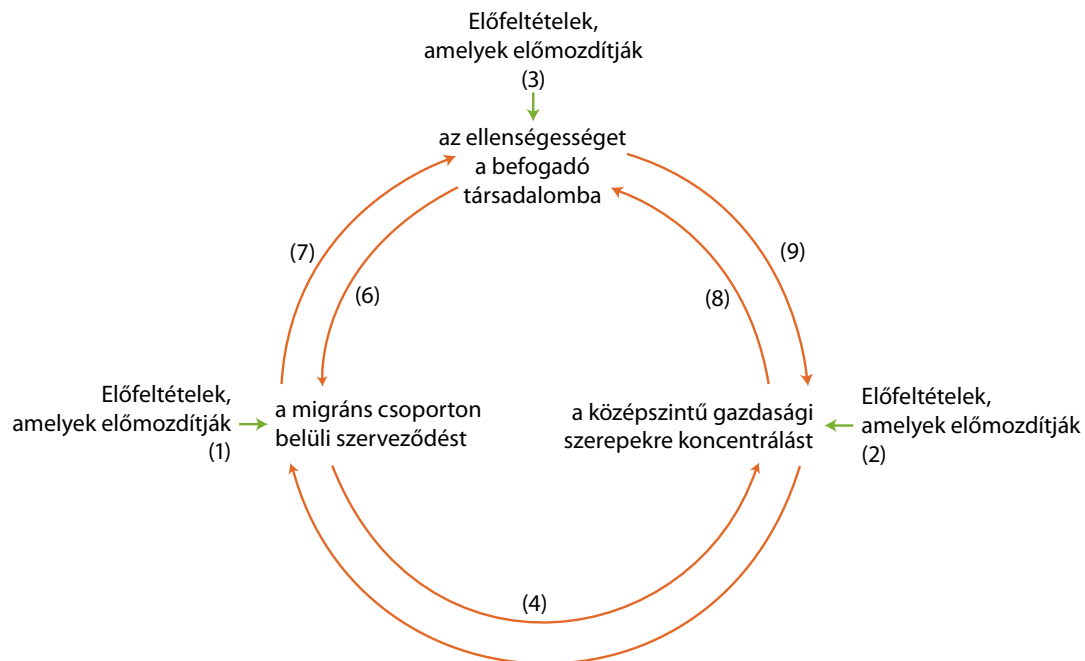 Előfeltételek,
amelyek előmozdítják
(3)
az ellenségességet
a befogadó
társadalomba
(7)
(9)
(6)
(8)
Előfeltételek,
amelyek előmozdítják
(1)
a migráns csoporton
belüli szerveződést
a középszintű gazdasági
szerepekre koncentrálást
Előfeltételek,
amelyek előmozdítják
(2)
(4)